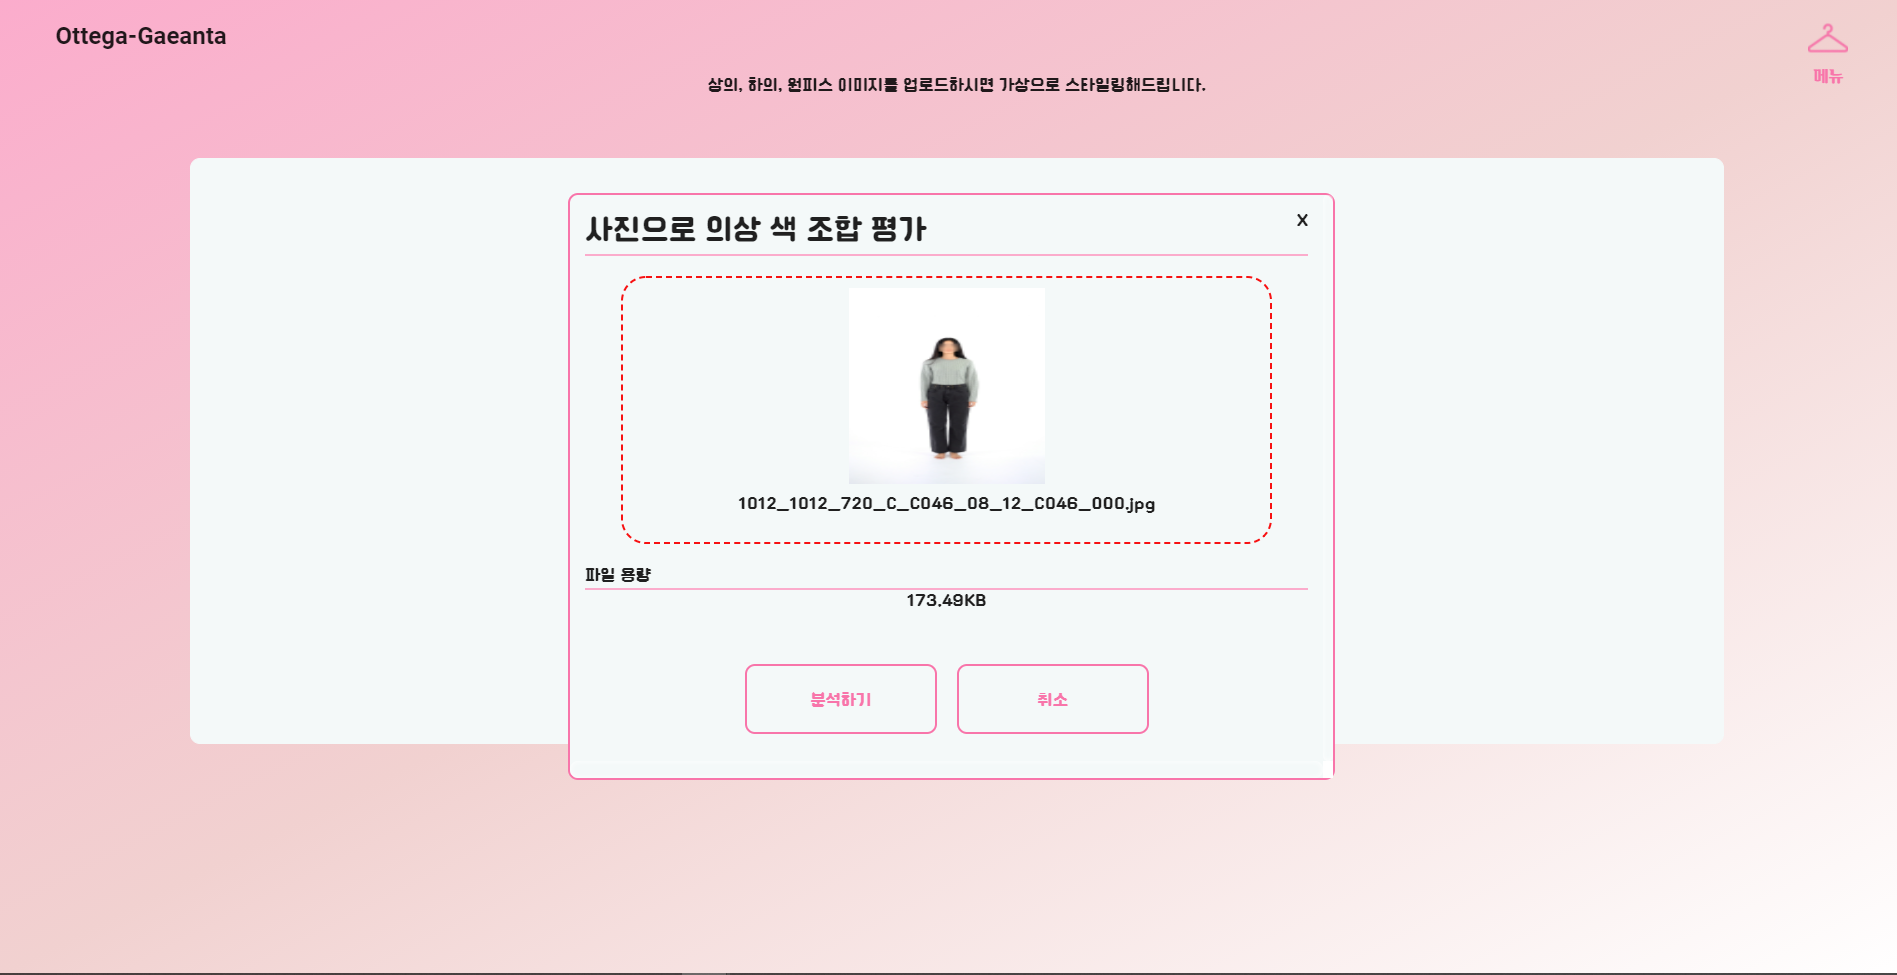 Ottega-Gaeanta
메뉴
상의, 하의, 원피스 이미지를 업로드하시면 가상으로 스타일링해드립니다.
사진으로 의상 색 조합 평가
X
1012_1012_720_C_C046_08_12_C046_000.jpg
파일 용량
173.49KB
분석하기
취소